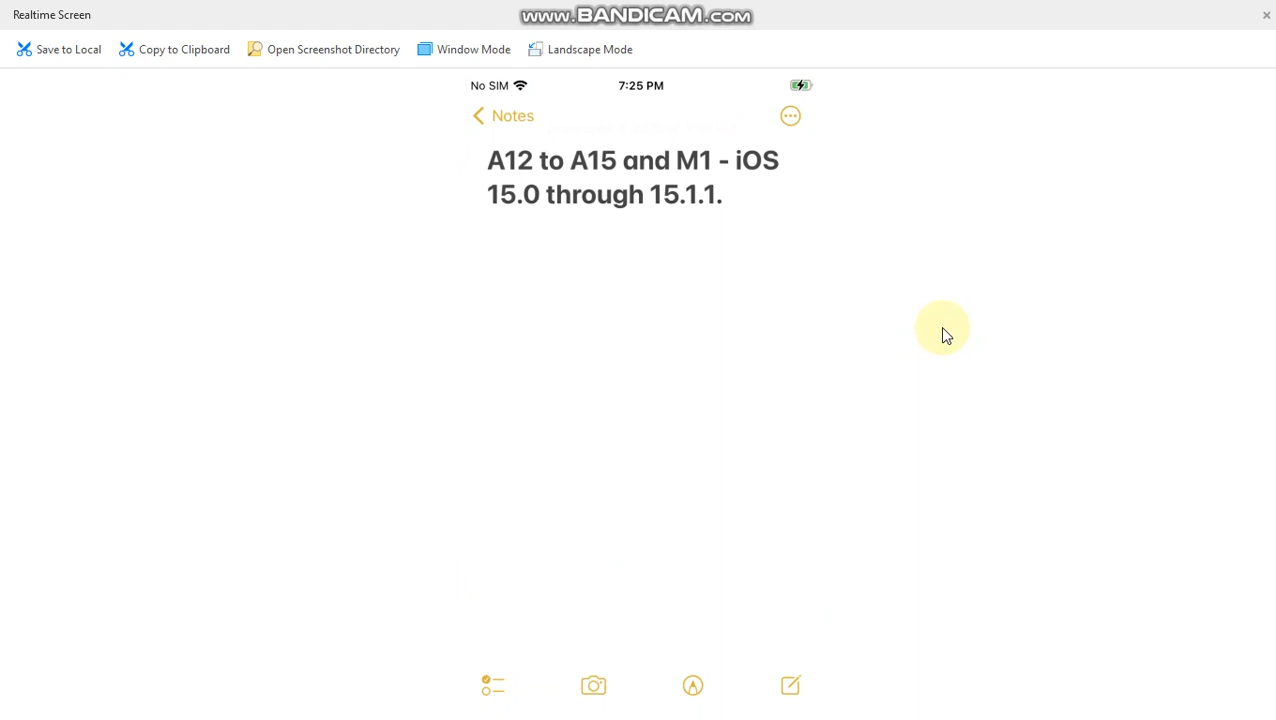 Realtime Screen
www.BANDICAM.com
Save to Local Copy to Clipboard Open Screenshot Directory Window Mode Landscape Mode
No SIM 7:25 PM
Notes
A12 to A15 and M1 - iOS
15.0 through 15.1.1.